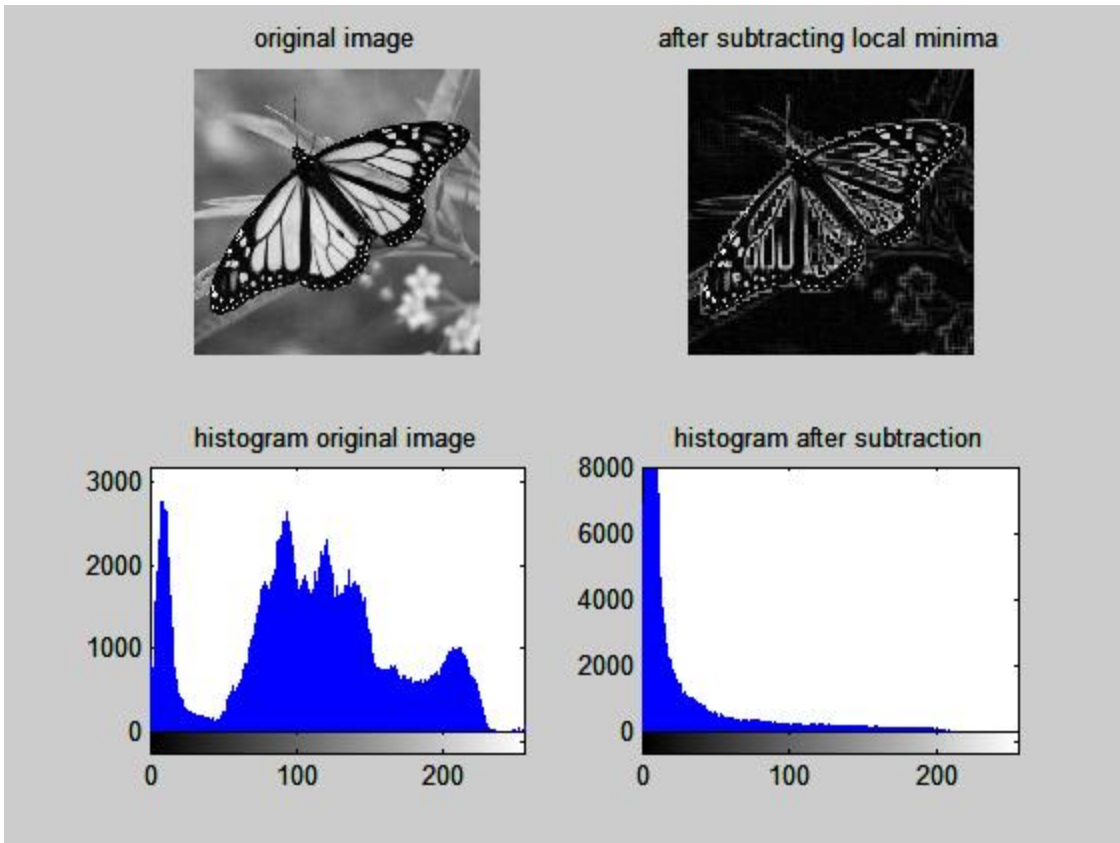 original image
after subtracting local minima
histogram original image
histogram after subtraction
3000
2000
1000
0
0 100 200
8000
6000
4000
2000
0
0 100 200